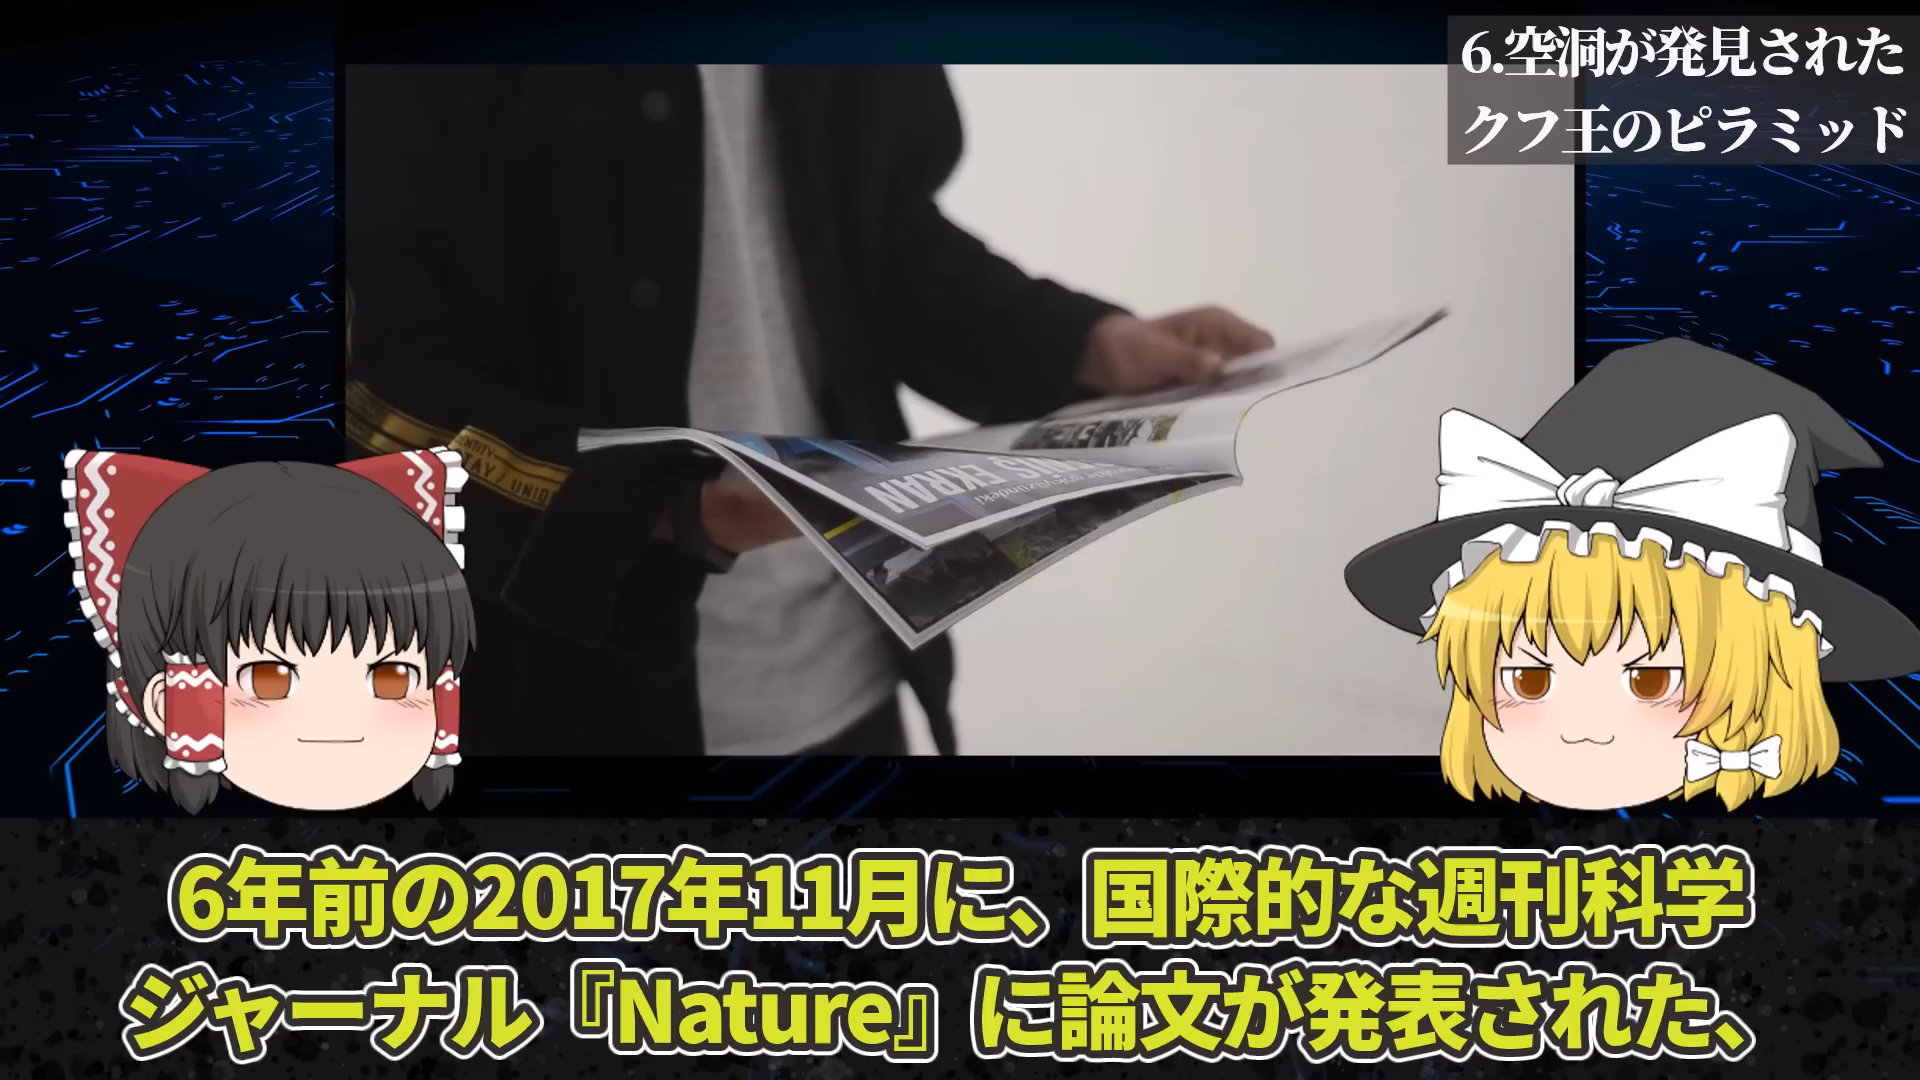 6.空洞が発見された
クフ王のピラミッド
EKRAN
6年前の2017年11月に、国際的な週刊科学
ジャーナル『Nature』に論文が発表された、